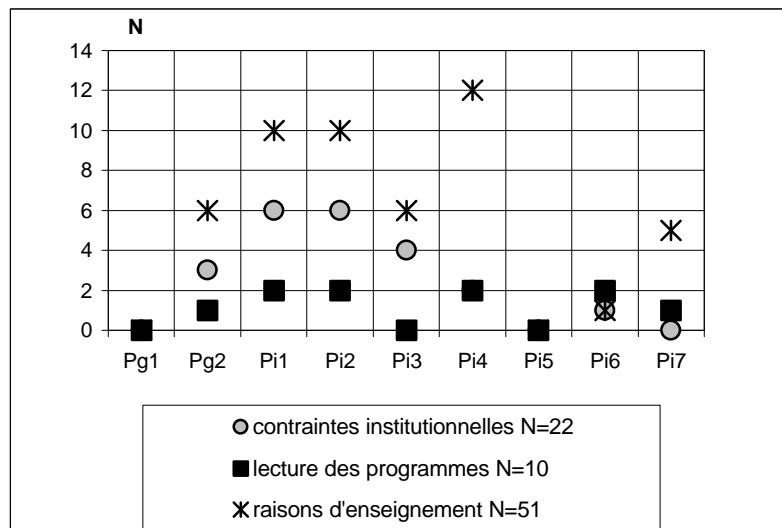 N
14
12
10
8
6
4
2
0
Pg1 Pg2 Pi1 Pi2 Pi3 Pi4 Pi5 Pi6 Pi7
contraintes institutionnelles N=22
lecture des programmes N=10
raisons d'enseignement N=51